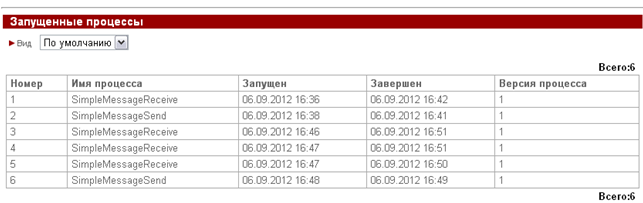 Запущенные процессы
Вид По умолчанию
Всего:6
Номер Имя процесса Запущен Завершен Версия процесса
1 SimpleMessageReceive 06.09.2012 16:36 06.09.2012 16:42 1
2 SimpleMessageSend 06.09.2012 16:38 06.09.2012 16:41 1
3 SimpleMessageReceive 06.09.2012 16:46 06.09.2012 16:51 1
4 SimpleMessageReceive 06.09.2012 16:47 06.09.2012 16:51 1
5 SimpleMessageReceive 06.09.2012 16:47 06.09.2012 16:50 1
6 SimpleMessageSend 06.09.2012 16:48 06.09.2012 16:49 1
Всего:6